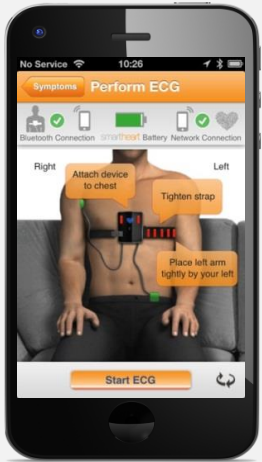 No Service 10:26
Symptoms Perform ECG
Bluetooth Connection smartheart Battery Network Connection
Right Left
Attach device
to chest
Tighten strap
Place left arm
tightly by your left
Start ECG